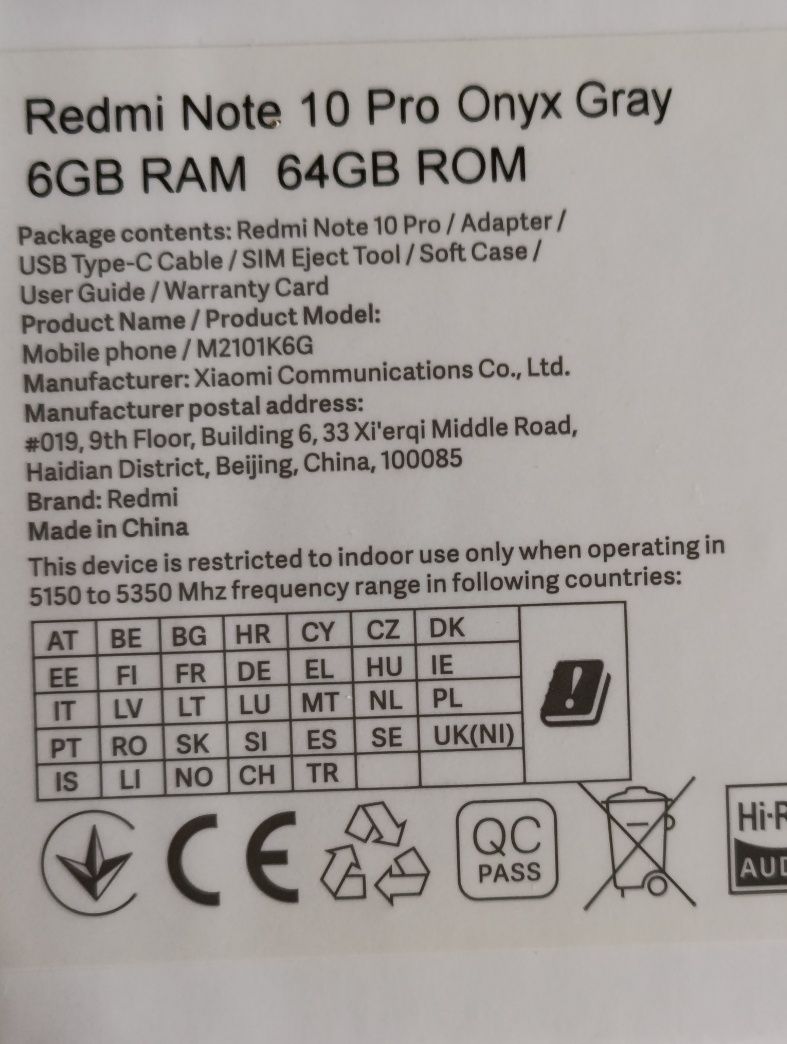 Redmi Note 10 Pro Onyx Gray
6GB RAM 64GB ROM
Package contents: Redmi Note 10 Pro / Adapter /
USB Type-C Cable / SIM Eject Tool / Soft Case /
User Guide / Warranty Card
Product Name / Product Model:
Mobile phone / M2101K6G
Manufacturer: Xiaomi Communications Co., Ltd.
Manufacturer postal address:
#019, 9th Floor, Building 6, 33 Xi'erqi Middle Road,
Haidian District, Beijing, China, 100085
Brand: Redmi
Made in China
This device is restricted to indoor use only when operating in
5150 to 5350 Mhz frequency range in following countries:
AT BE BG HR CY CZ DK
EE FI FR DE EL HU IE
IT LV LT LU MT NL PL
PT RO SK SI ES SE UK(NI)
IS LI NO CH TR
!
CE
QC
PASS
Hi-R
AUD